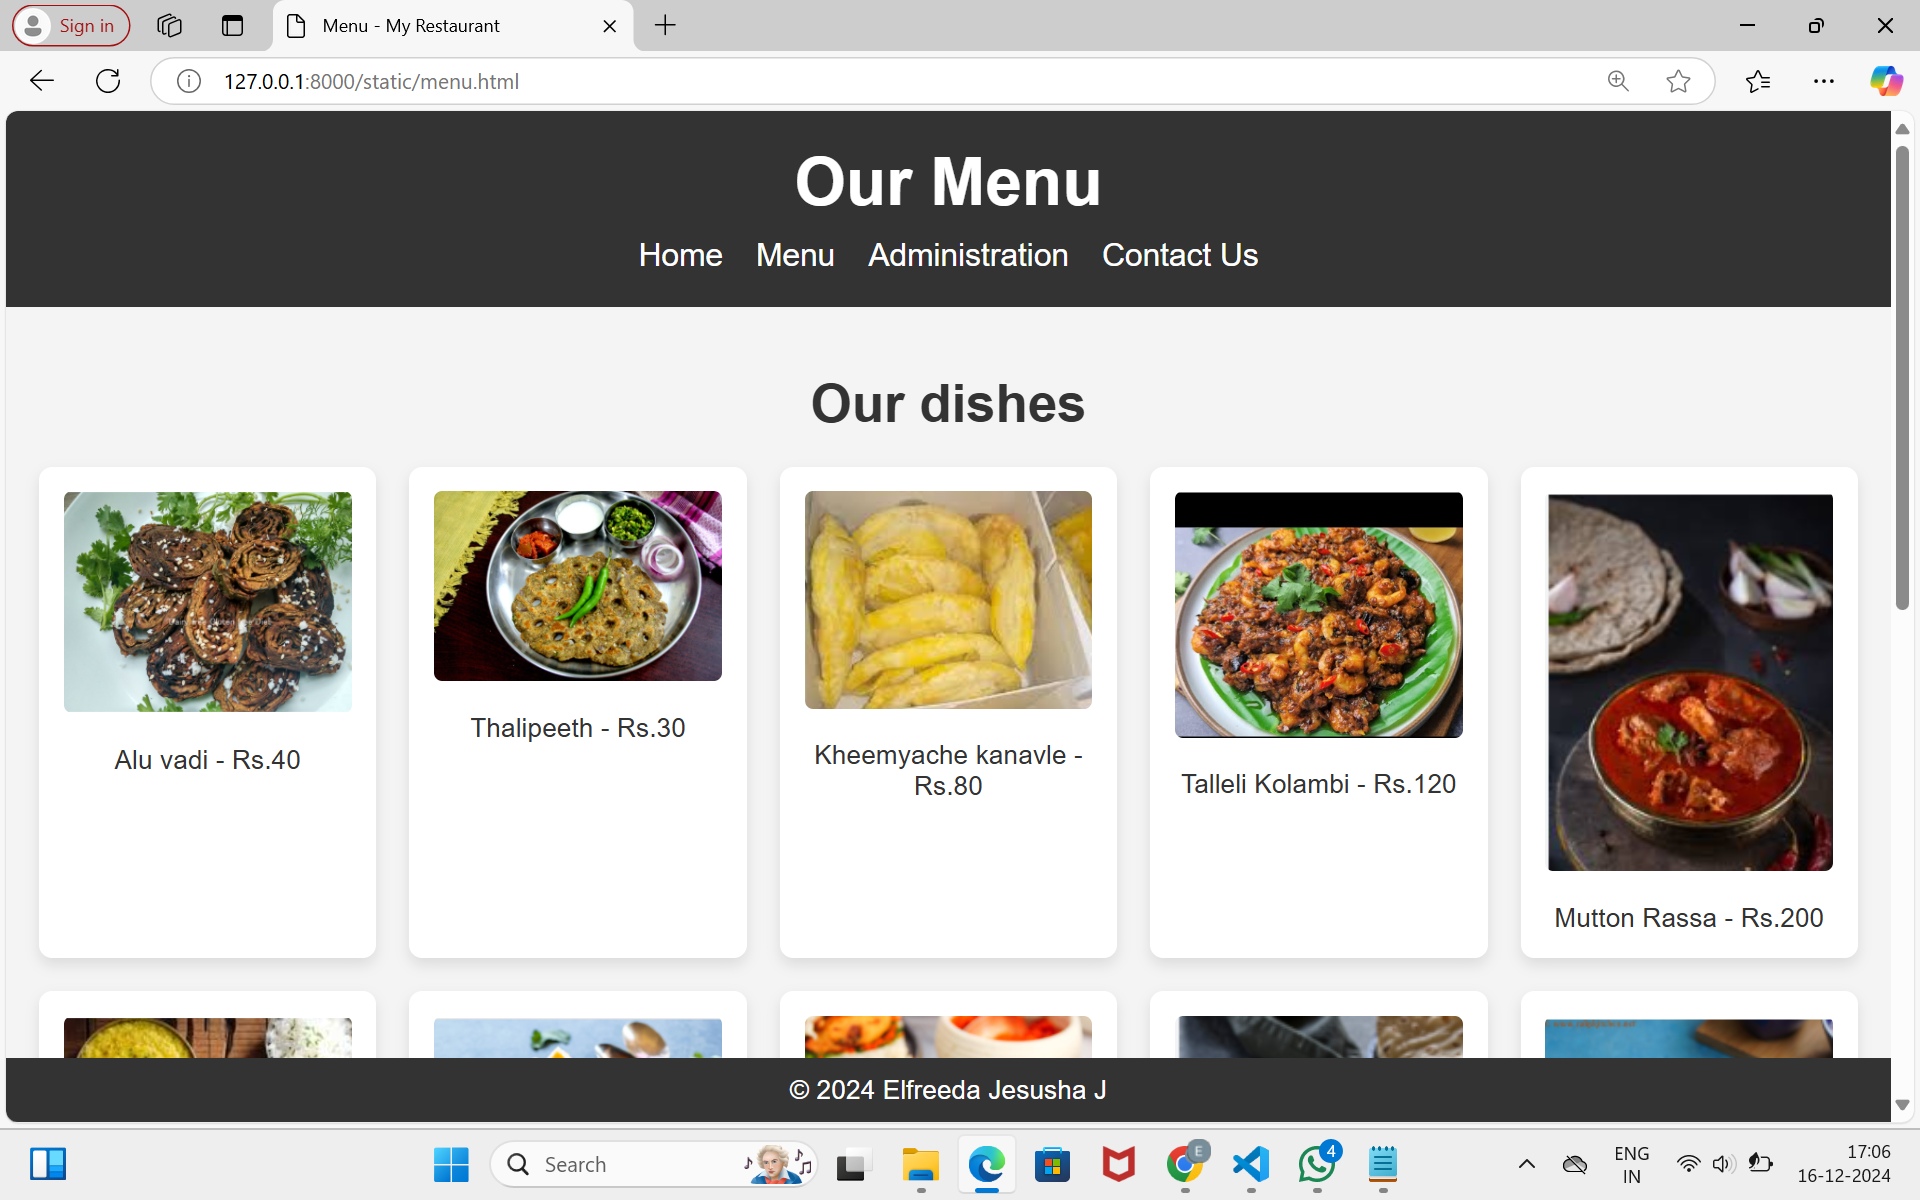 Sign in
Menu - My Restaurant
127.0.0.1:8000/static/menu.html
Our Menu
Home Menu Administration Contact Us
Our dishes
Alu vadi - Rs.40
Thalipeeth - Rs.30
Kheemyache kanavle -
Rs.80
Talleli Kolambi - Rs.120
Mutton Rassa - Rs.200
© 2024 Elfreeda Jesusha J
Search
E
4
ENG
IN
17:06
16-12-2024